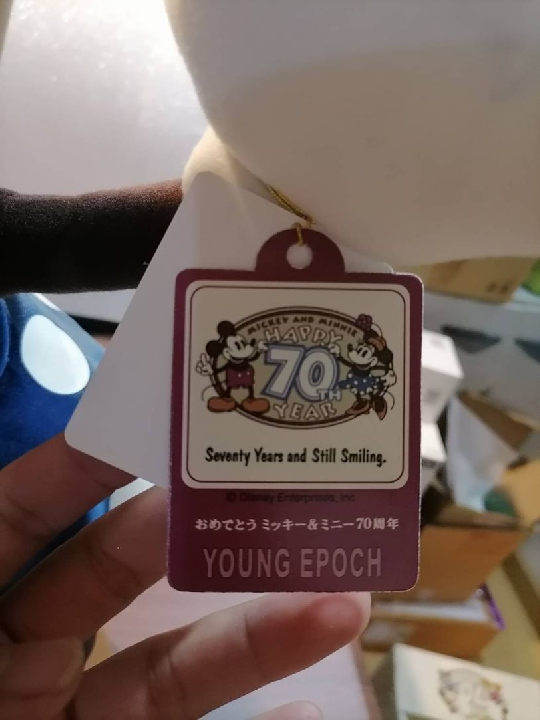 MICKEY AND MINNIE
HAPPY
70TH
YEAR
Seventy Years and Still Smiling.
© Disney Enterprises, Inc.
おめでとう ミッキー&ミニー70周年
YOUNG EPOCH